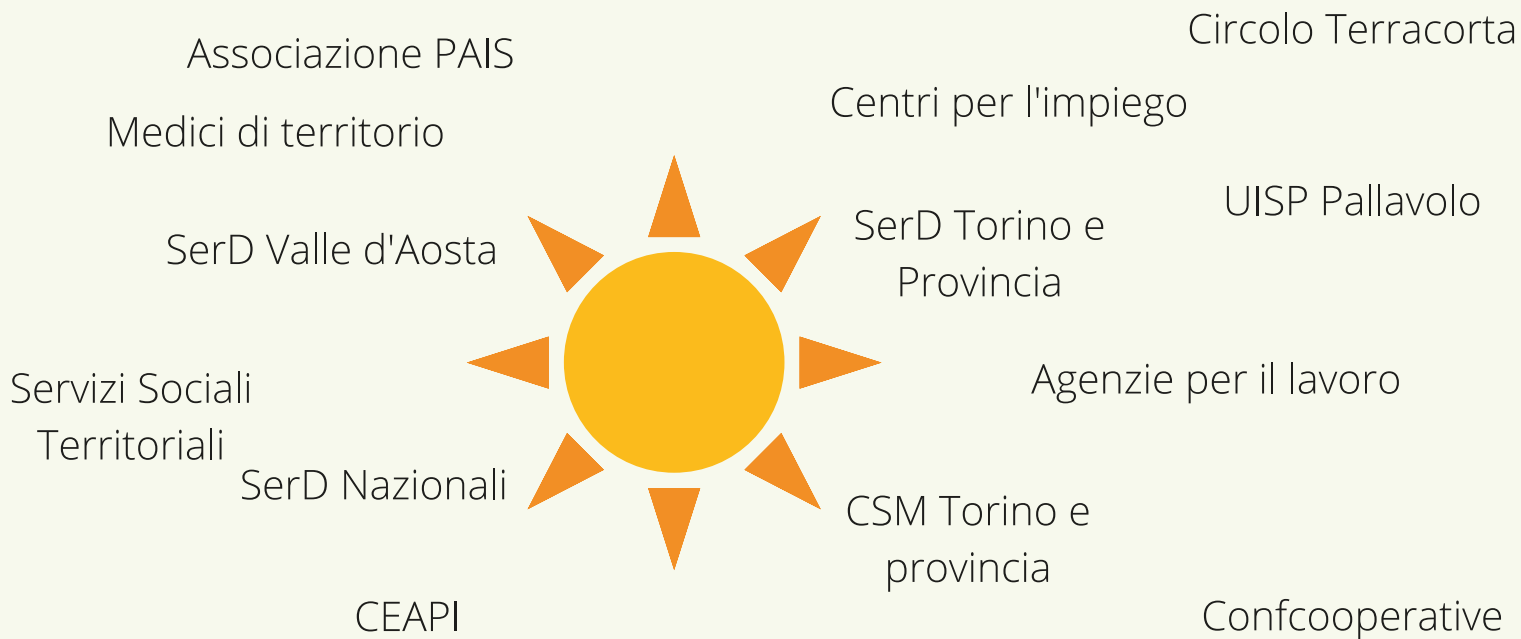 Circolo Terracorta
Associazione PAIS
Centri per l'impiego
Medici di territorio
UISP Pallavolo
SerD Torino e
Provincia
SerD Valle d'Aosta
Agenzie per il lavoro
Servizi Sociali
Territoriali
SerD Nazionali
CSM Torino e
provincia
CEAPI
Confcooperative